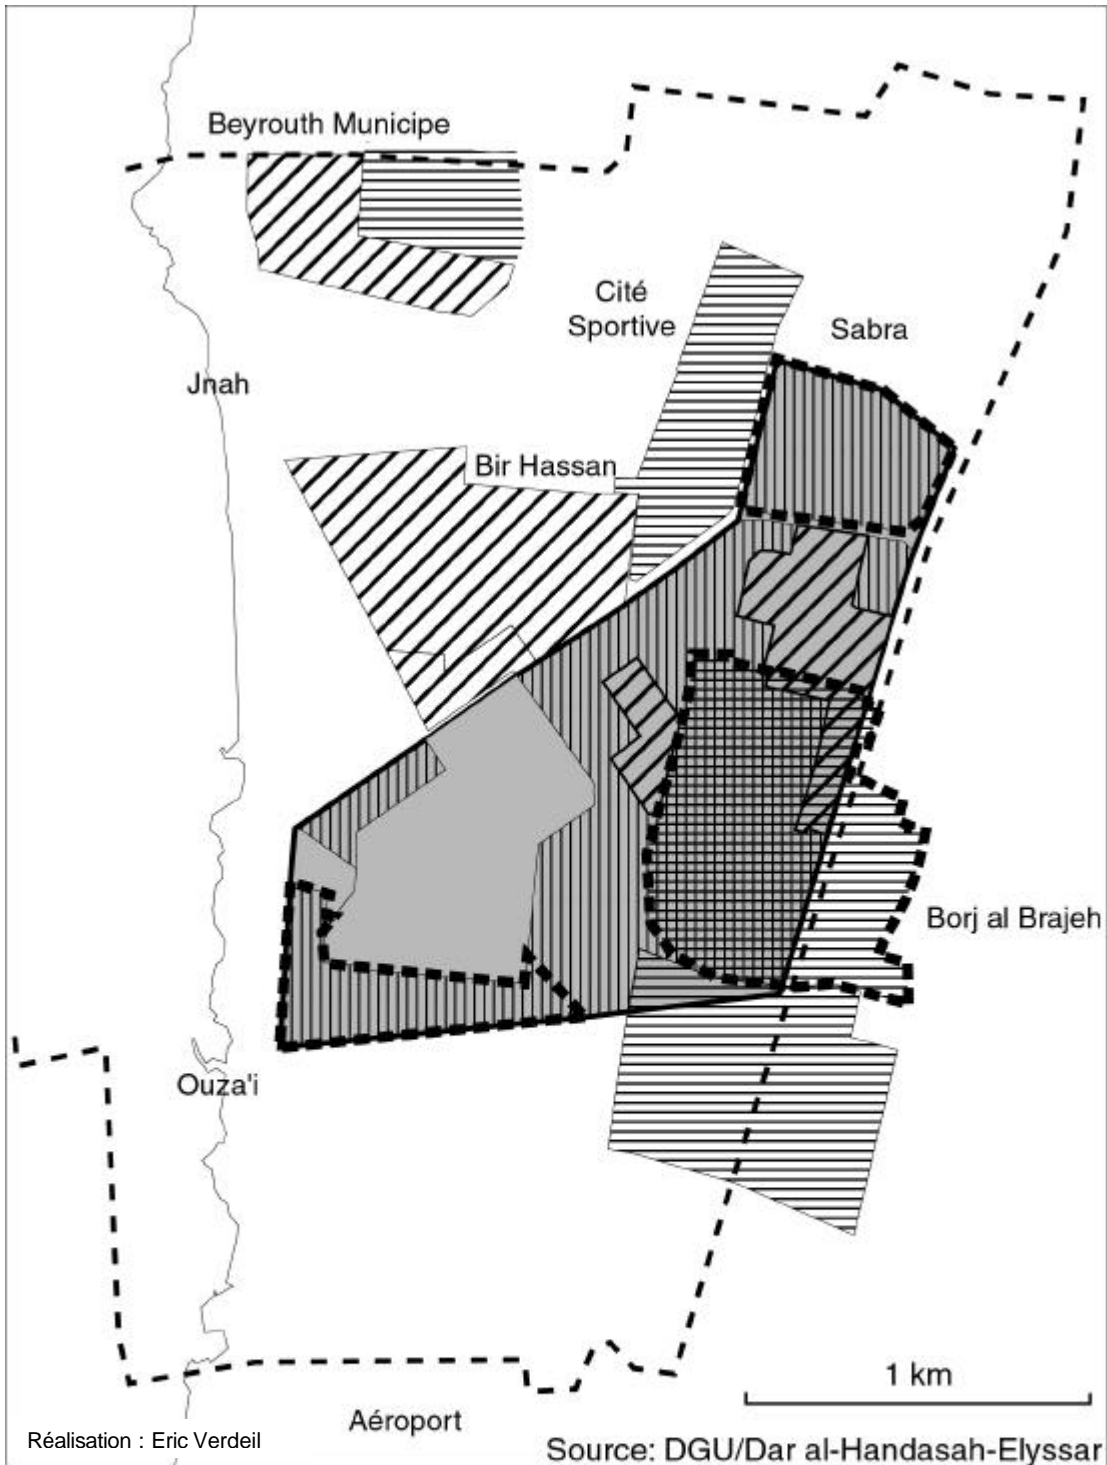 Beyrouth Municipe
Cité
Sportive
Sabra
Jnah
Bir Hassan
Borj al Brajeh
Ouza'i
1 km
Aéroport
Réalisation : Eric Verdeil
Source: DGU/Dar al-Handasah-Elyssar